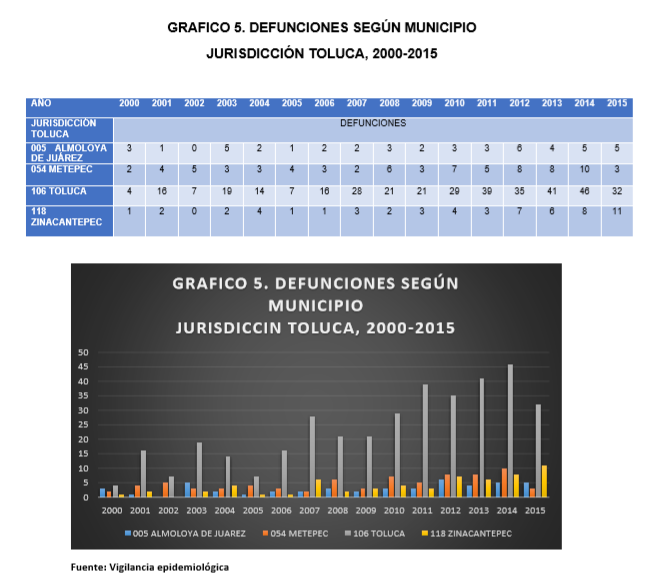 GRAFICO 5. DEFUNCIONES SEGÚN MUNICIPIO
JURISDICCIÓN TOLUCA, 2000-2015
AÑO 2000 2001 2002 2003 2004 2005 2006 2007 2008 2009 2010 2011 2012 2013 2014 2015
JURISDICCIÓN
TOLUCA
DEFUNCIONES
005 ALMOLOYA
DE JUÁREZ
3 1 0 5 2 1 2 2 3 2 3 3 6 4 5 5
054 METEPEC 2 4 5 3 3 4 3 2 6 3 7 5 8 8 10 3
106 TOLUCA 4 16 7 19 14 7 16 28 21 21 29 39 35 41 46 32
118
ZINACANTEPEC
1 2 0 2 4 1 1 3 2 3 4 3 7 6 8 11
GRAFICO 5. DEFUNCIONES SEGÚN
MUNICIPIO
JURISDICCIN TOLUCA, 2000-2015
50
45
40
35
30
25
20
15
10
5
0
2000 2001 2002 2003 2004 2005 2006 2007 2008 2009 2010 2011 2012 2013 2014 2015
005 ALMOLOYA DE JUAREZ 054 METEPEC 106 TOLUCA 118 ZINACANTEPEC
Fuente: Vigilancia epidemiológica